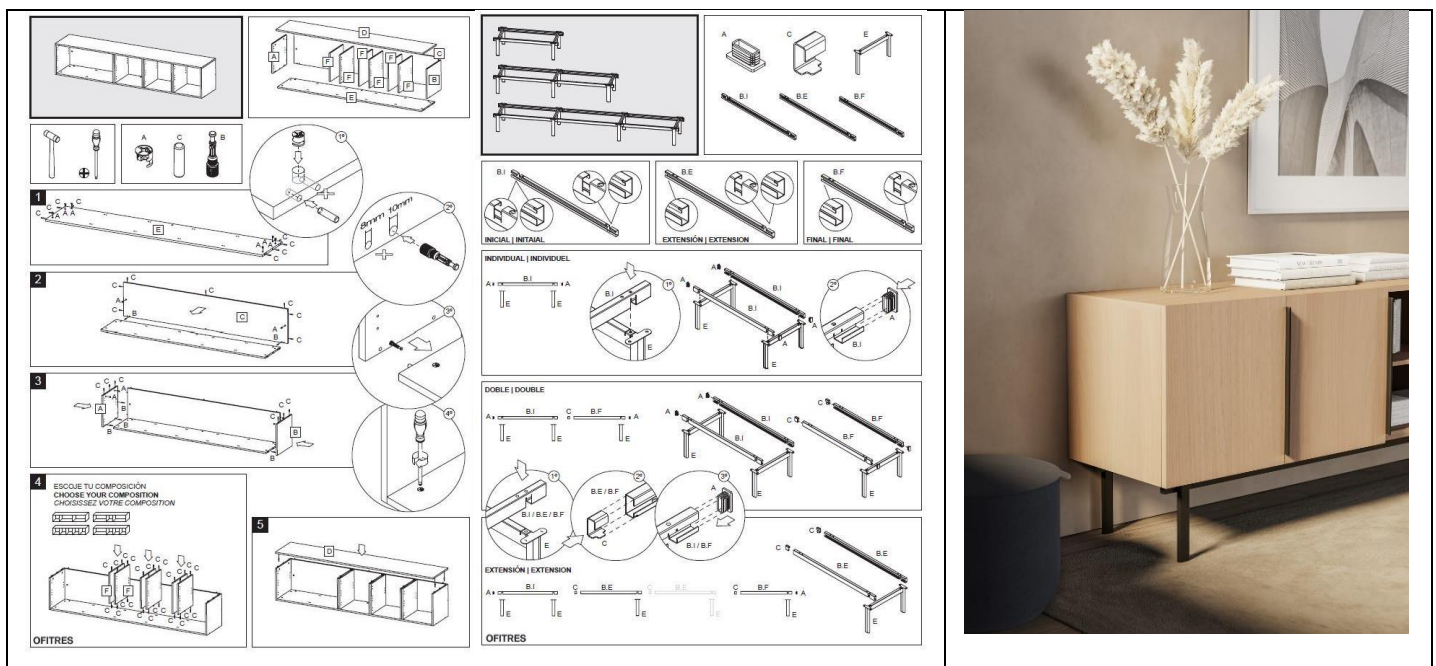 D
A
F
F
F
F
F
F
C
B
E
A
C
B
1º
1
C
C
A
A
C
E
A
A
C
C
C
8mm 10mm
2º
2
C
C
C
C
A
C
B
C
A
B
C
3º
3
C
C
C
A
A
B
B
C
C
C
B
B
4º
4
ESCOJE TU COMPOSICIÓN
CHOOSE YOUR COMPOSITION
CHOISISSEZ VOTRE COMPOSITION
C
C
C
C
C
C
F
F
C
C
C
C
C
C
5
D
OFITRES
A
C
E
B.I
B.E
B.F
B.I
INICIAL | INITAIAL
B.E
EXTENSIÓN | EXTENSION
B.F
FINAL | FINAL
INDIVIDUAL | INDIVIDUEL
A
B.I
A
E
E
1º
B.I
E
A
A
B.I
B.I
A
A
E
E
2º
A
B.I
DOBLE | DOUBLE
A
B.I
C
B.F
A
E
E
E
A
A
B.I
B.I
E
E
C
C
B.F
B.F
E
1º
B.I / B.E / B.F
E
2º
B.E / B.F
C
3º
A
B.I / B.F
EXTENSIÓN | EXTENSION
A
B.I
C
B.E
C
B.E
C
B.F
A
E
E
E
E
C
C
B.E
B.E
E
OFITRES